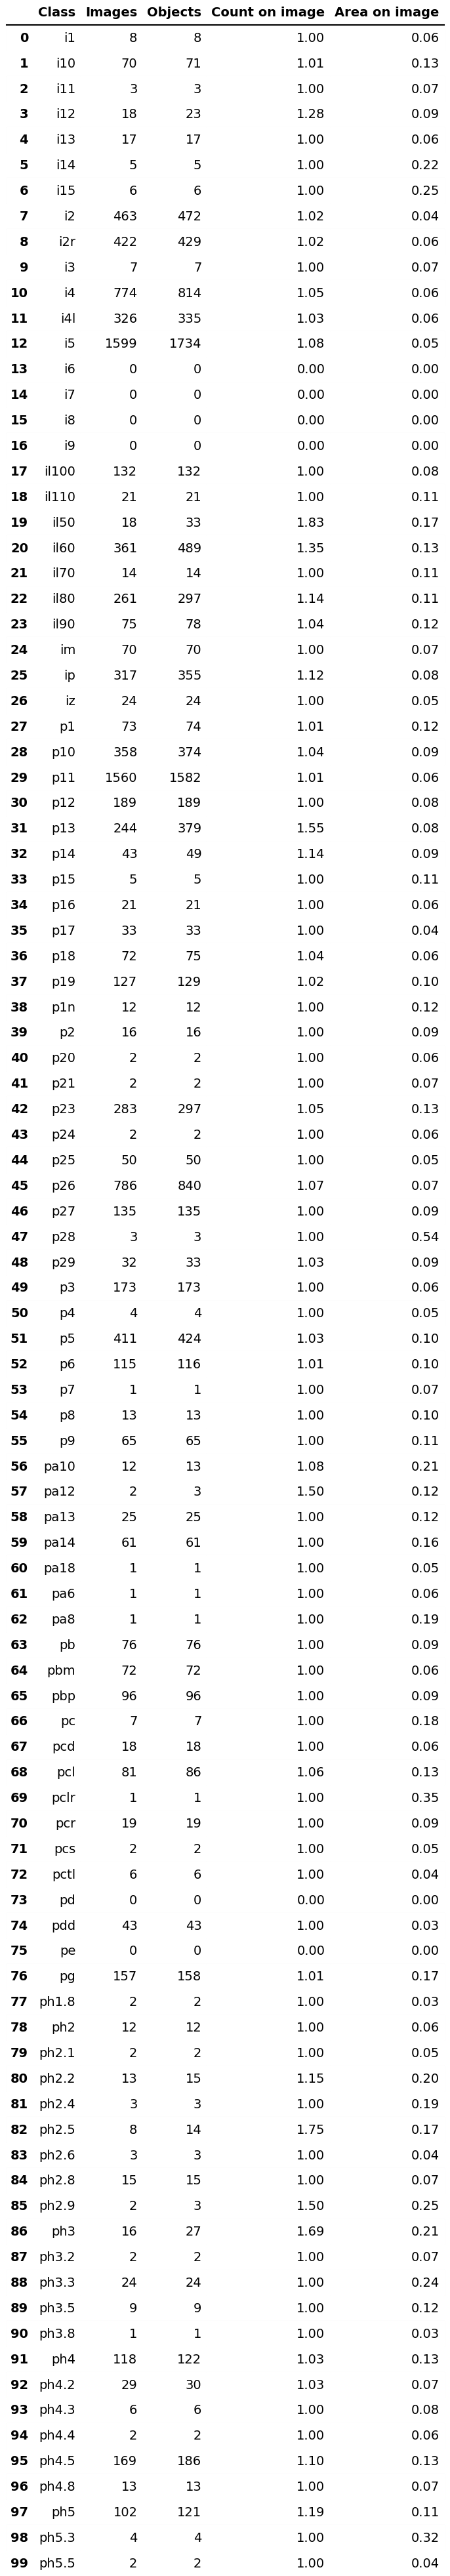 Class Images Objects Count on image Area on image
0 i1 8 8 1.00 0.06
1 i10 70 71 1.01 0.13
2 i11 3 3 1.00 0.07
3 i12 18 23 1.28 0.09
4 i13 17 17 1.00 0.06
5 i14 5 5 1.00 0.22
6 i15 6 6 1.00 0.25
7 i2 463 472 1.02 0.04
8 i2r 422 429 1.02 0.06
9 i3 7 7 1.00 0.07
10 i4 774 814 1.05 0.06
11 i4l 326 335 1.03 0.06
12 i5 1599 1734 1.08 0.05
13 i6 0 0 0.00 0.00
14 i7 0 0 0.00 0.00
15 i8 0 0 0.00 0.00
16 i9 0 0 0.00 0.00
17 il100 132 132 1.00 0.08
18 il110 21 21 1.00 0.11
19 il50 18 33 1.83 0.17
20 il60 361 489 1.35 0.13
21 il70 14 14 1.00 0.11
22 il80 261 297 1.14 0.11
23 il90 75 78 1.04 0.12
24 im 70 70 1.00 0.07
25 ip 317 355 1.12 0.08
26 iz 24 24 1.00 0.05
27 p1 73 74 1.01 0.12
28 p10 358 374 1.04 0.09
29 p11 1560 1582 1.01 0.06
30 p12 189 189 1.00 0.08
31 p13 244 379 1.55 0.08
32 p14 43 49 1.14 0.09
33 p15 5 5 1.00 0.11
34 p16 21 21 1.00 0.06
35 p17 33 33 1.00 0.04
36 p18 72 75 1.04 0.06
37 p19 127 129 1.02 0.10
38 p1n 12 12 1.00 0.12
39 p2 16 16 1.00 0.09
40 p20 2 2 1.00 0.06
41 p21 2 2 1.00 0.07
42 p23 283 297 1.05 0.13
43 p24 2 2 1.00 0.06
44 p25 50 50 1.00 0.05
45 p26 786 840 1.07 0.07
46 p27 135 135 1.00 0.09
47 p28 3 3 1.00 0.54
48 p29 32 33 1.03 0.09
49 p3 173 173 1.00 0.06
50 p4 4 4 1.00 0.05
51 p5 411 424 1.03 0.10
52 p6 115 116 1.01 0.10
53 p7 1 1 1.00 0.07
54 p8 13 13 1.00 0.10
55 p9 65 65 1.00 0.11
56 pa10 12 13 1.08 0.21
57 pa12 2 3 1.50 0.12
58 pa13 25 25 1.00 0.12
59 pa14 61 61 1.00 0.16
60 pa18 1 1 1.00 0.05
61 pa6 1 1 1.00 0.06
62 pa8 1 1 1.00 0.19
63 pb 76 76 1.00 0.09
64 pbm 72 72 1.00 0.06
65 pbp 96 96 1.00 0.09
66 pc 7 7 1.00 0.18
67 pcd 18 18 1.00 0.06
68 pcl 81 86 1.06 0.13
69 pclr 1 1 1.00 0.35
70 pcr 19 19 1.00 0.09
71 pcs 2 2 1.00 0.05
72 pctl 6 6 1.00 0.04
73 pd 0 0 0.00 0.00
74 pdd 43 43 1.00 0.03
75 pe 0 0 0.00 0.00
76 pg 157 158 1.01 0.17
77 ph1.8 2 2 1.00 0.03
78 ph2 12 12 1.00 0.06
79 ph2.1 2 2 1.00 0.05
80 ph2.2 13 15 1.15 0.20
81 ph2.4 3 3 1.00 0.19
82 ph2.5 8 14 1.75 0.17
83 ph2.6 3 3 1.00 0.04
84 ph2.8 15 15 1.00 0.07
85 ph2.9 2 3 1.50 0.25
86 ph3 16 27 1.69 0.21
87 ph3.2 2 2 1.00 0.07
88 ph3.3 24 24 1.00 0.24
89 ph3.5 9 9 1.00 0.12
90 ph3.8 1 1 1.00 0.03
91 ph4 118 122 1.03 0.13
92 ph4.2 29 30 1.03 0.07
93 ph4.3 6 6 1.00 0.08
94 ph4.4 2 2 1.00 0.06
95 ph4.5 169 186 1.10 0.13
96 ph4.8 13 13 1.00 0.07
97 ph5 102 121 1.19 0.11
98 ph5.3 4 4 1.00 0.32
99 ph5.5 2 2 1.00 0.04